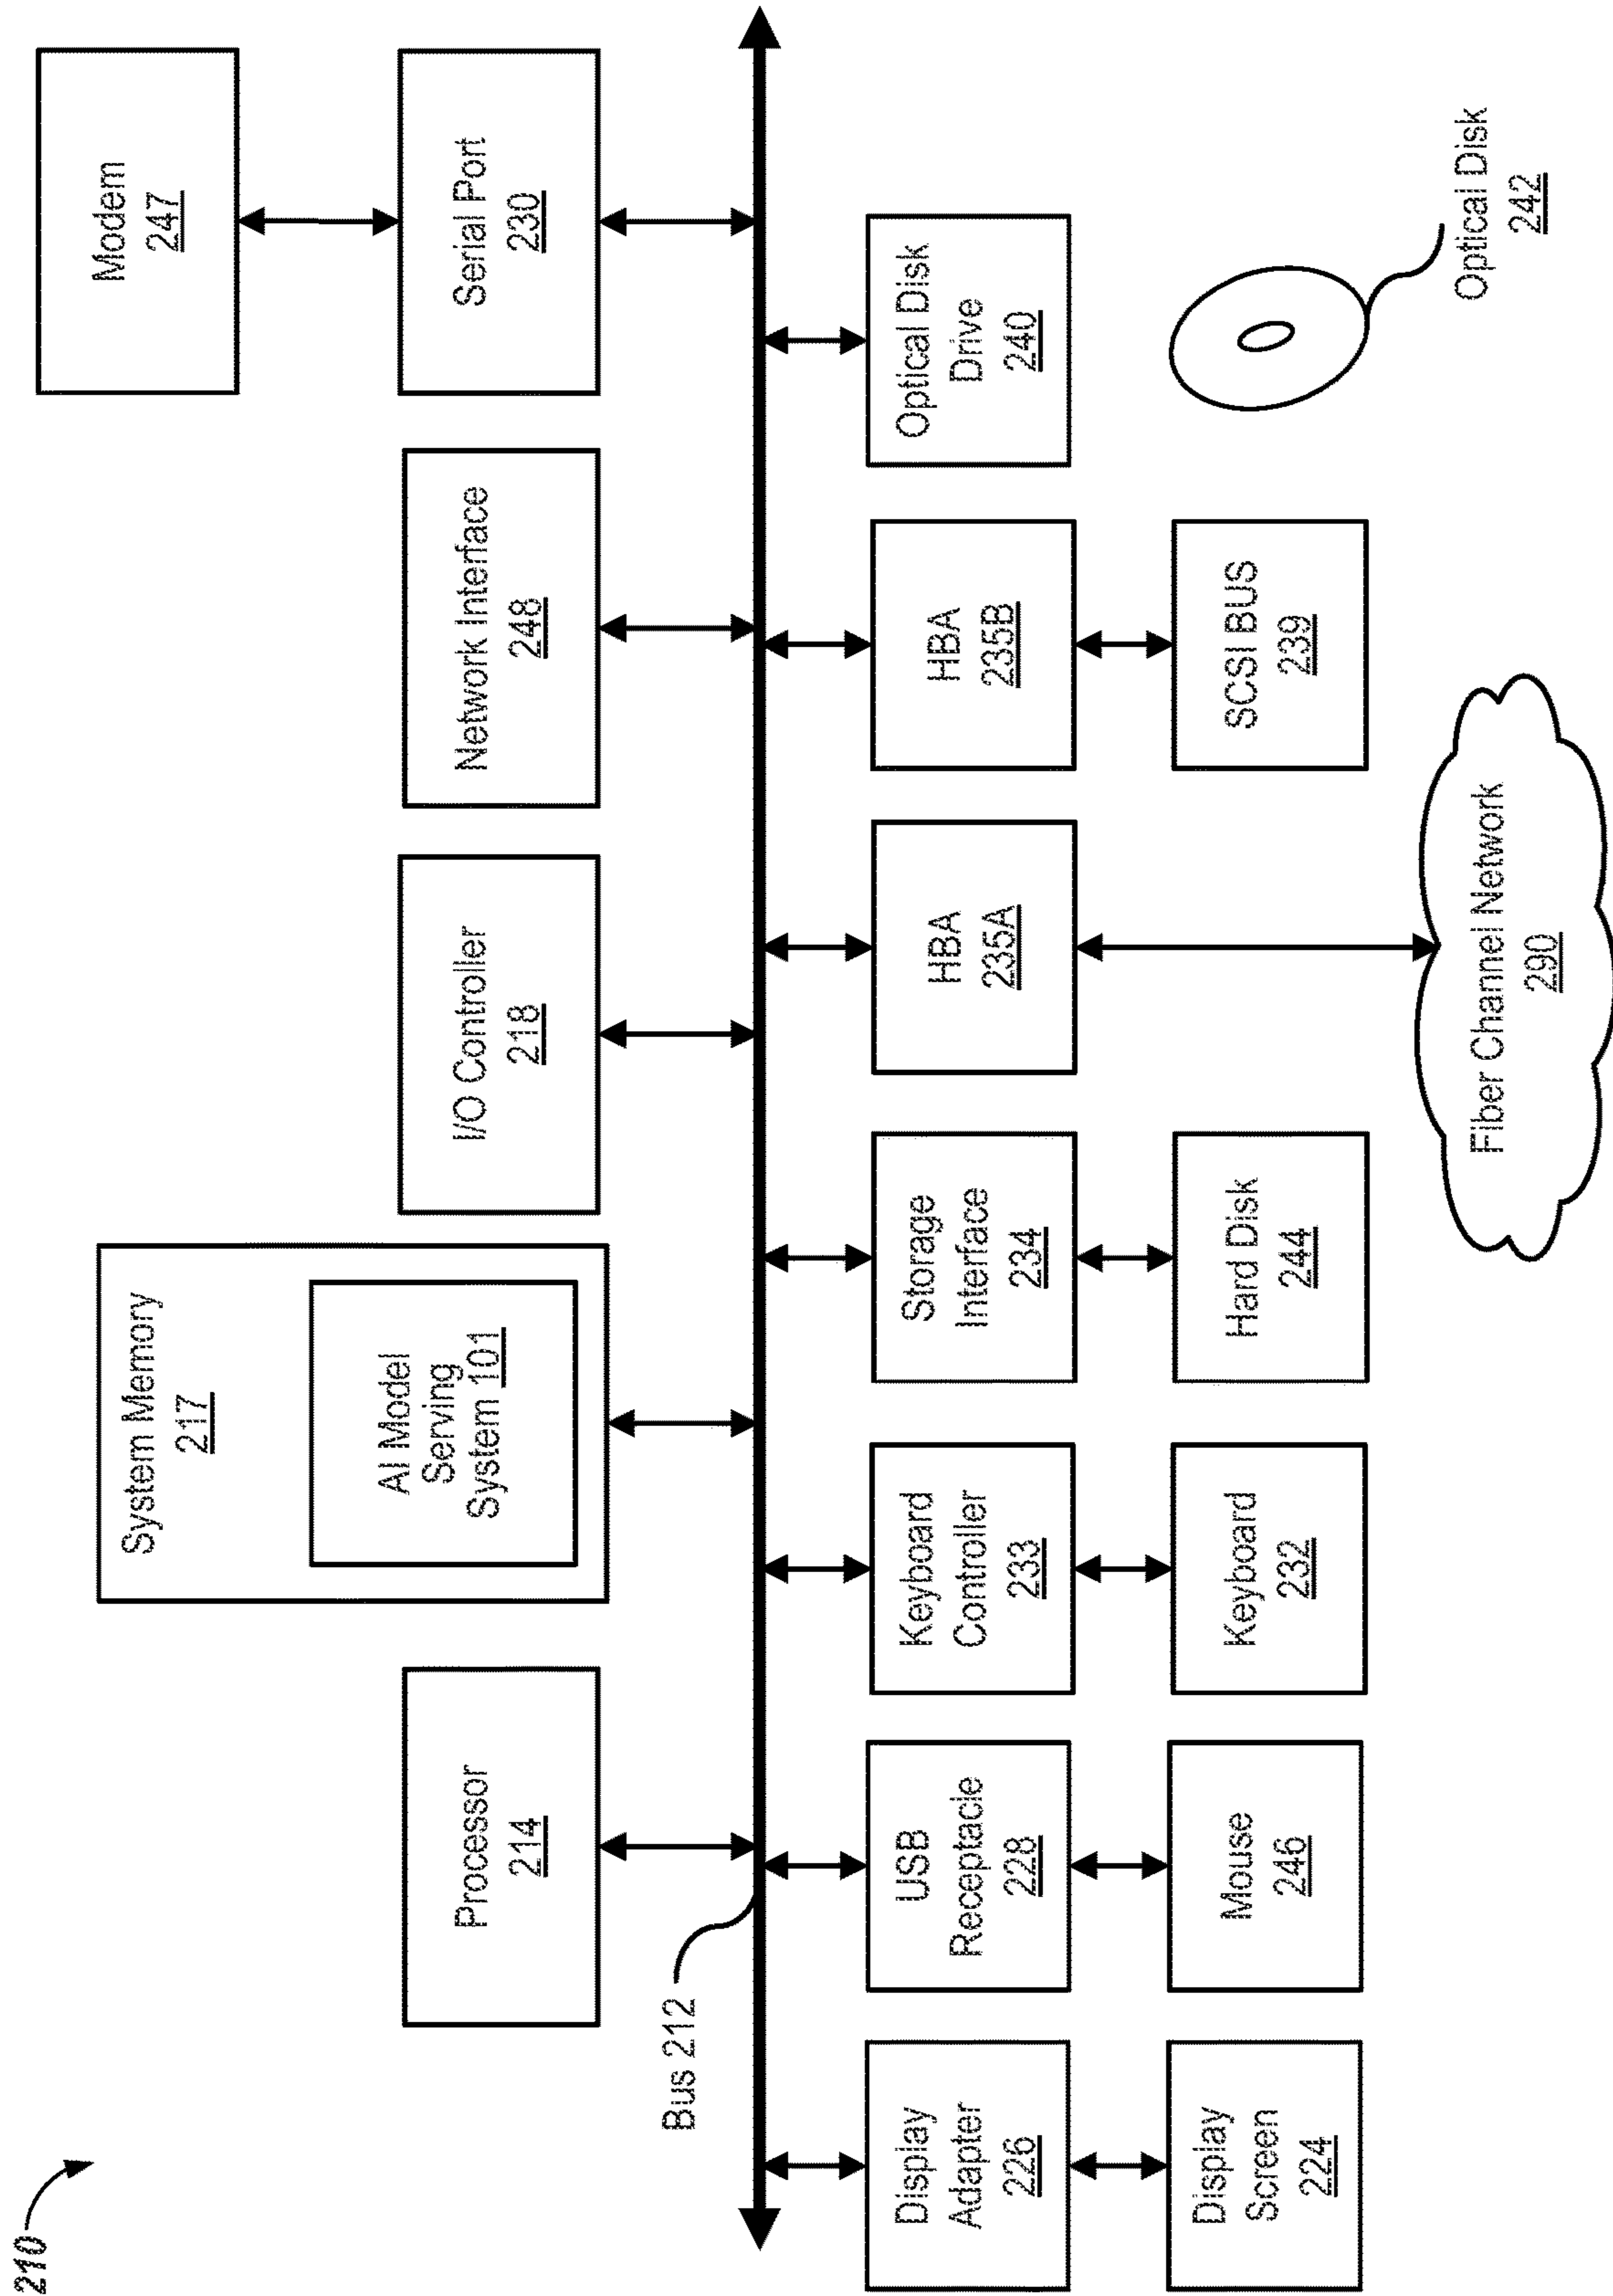 210
Processor
214
System Memory
217
AI Model
Serving
System 101
I/O Controller
218
Network Interface
248
Modem
247
Serial Port
230
Bus 212
Display
Adapter
226
USB
Receptacle
228
Keyboard
Controller
233
Storage
Interface
234
HBA
235A
HBA
235B
Optical Disk
Drive
240
Display
Screen
224
Mouse
246
Keyboard
232
Hard Disk
244
SCSI BUS
239
Fiber Channel Network
290
Optical Disk
242